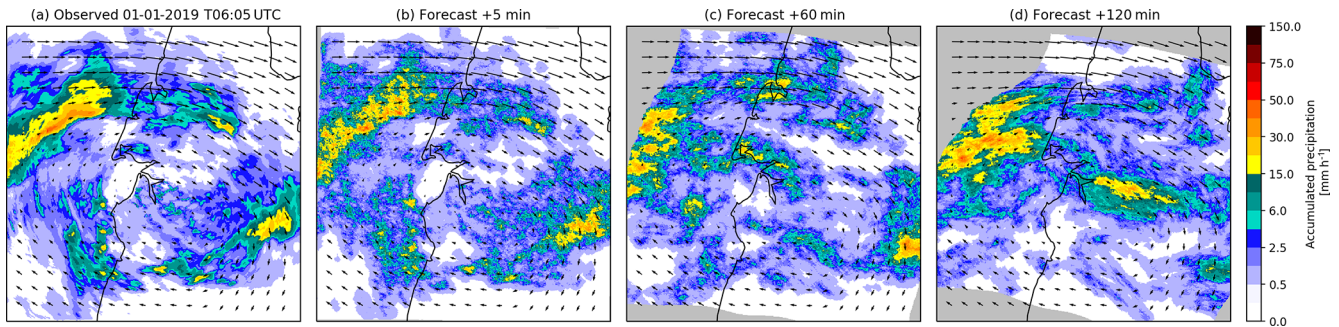 (a) Observed 01-01-2019 T06:05 UTC
(b) Forecast +5 min
(c) Forecast +60 min
(d) Forecast +120 min
150.0
75.0
50.0
30.0
15.0
6.0
2.5
0.5
0.0
Accumulated precipitation
[mm h⁻¹]